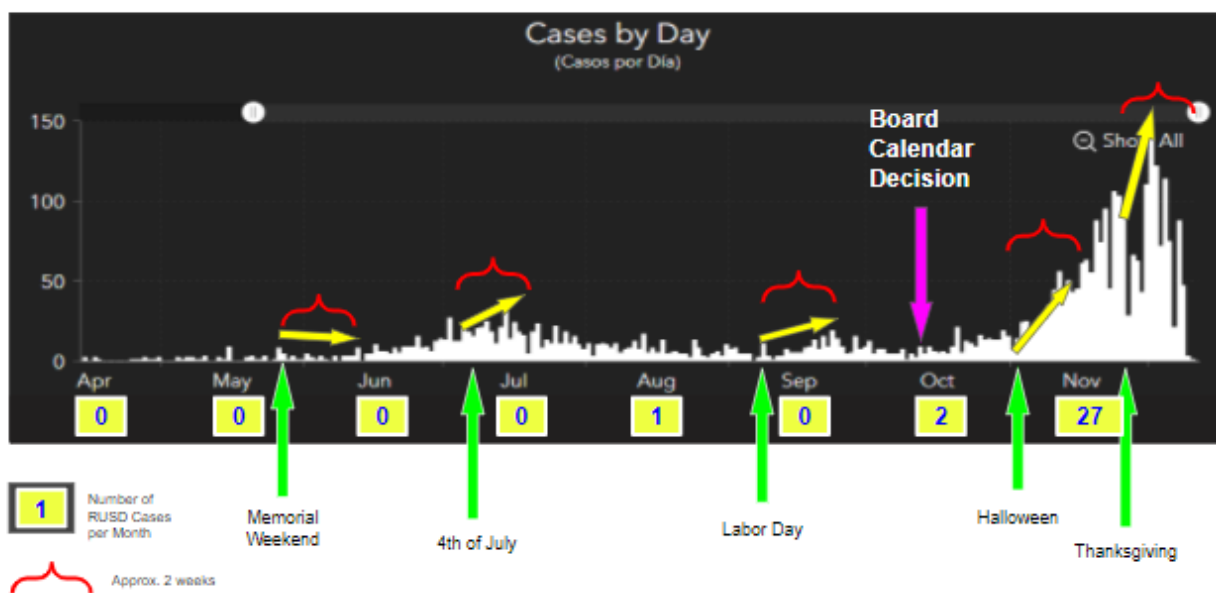 Cases by Day
(Casos por Día)
150
100
50
0
Board
Calendar
Decision
Show All
Apr May Jun Jul Aug Sep Oct Nov
0 0 0 0 1 0 2 27
1
Number of
RUSD Cases
per Month
Memorial
Weekend
4th of July
Labor Day
Halloween
Thanksgiving
Approx. 2 weeks